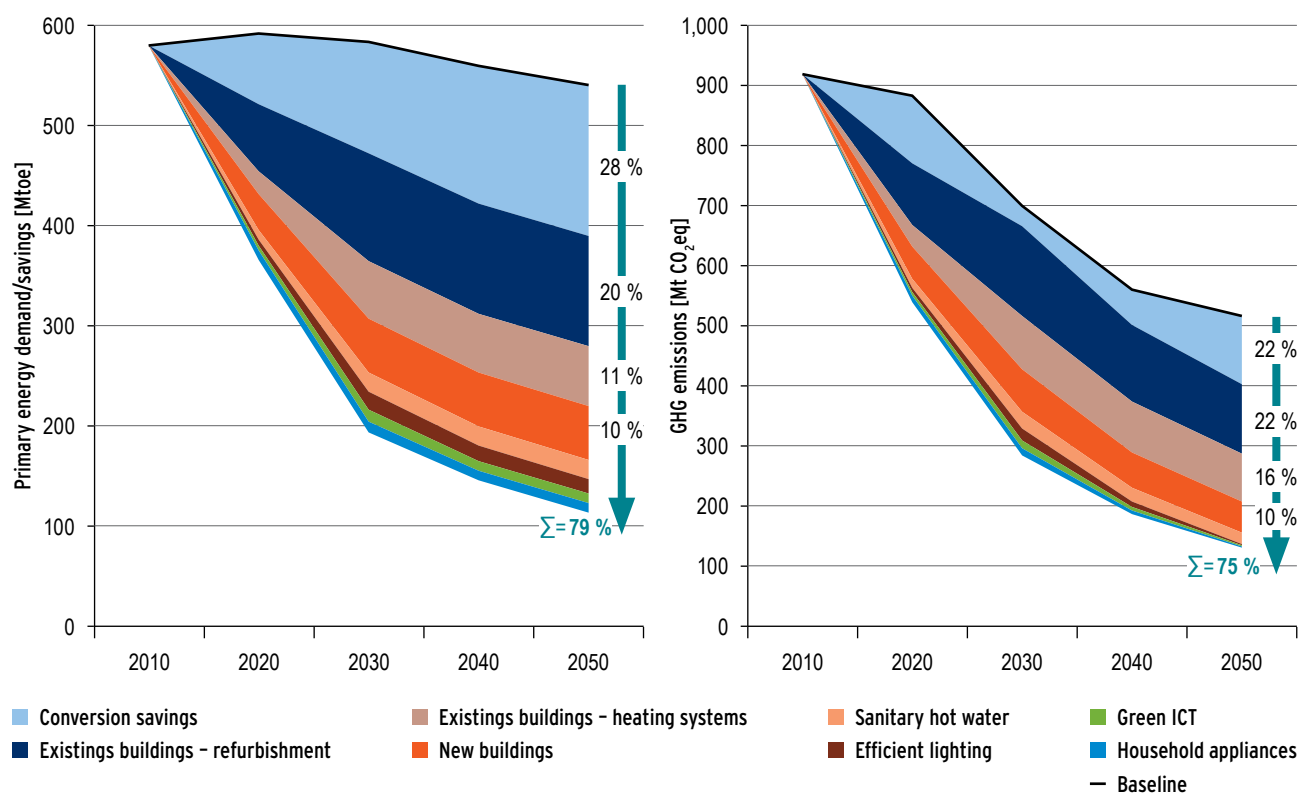 Primary energy demand/savings [Mtoe]
600
500
400
300
200
100
0
2010 2020 2030 2040 2050
28 %
20 %
11 %
10 %
∑= 79 %
GHG emissions [Mt CO₂eq]
1,000
900
800
700
600
500
400
300
200
100
0
2010 2020 2030 2040 2050
22 %
22 %
16 %
10 %
∑= 75 %
Conversion savings
Existings buildings – refurbishment
Existings buildings – heating systems
New buildings
Sanitary hot water
Efficient lighting
Green ICT
Household appliances
Baseline